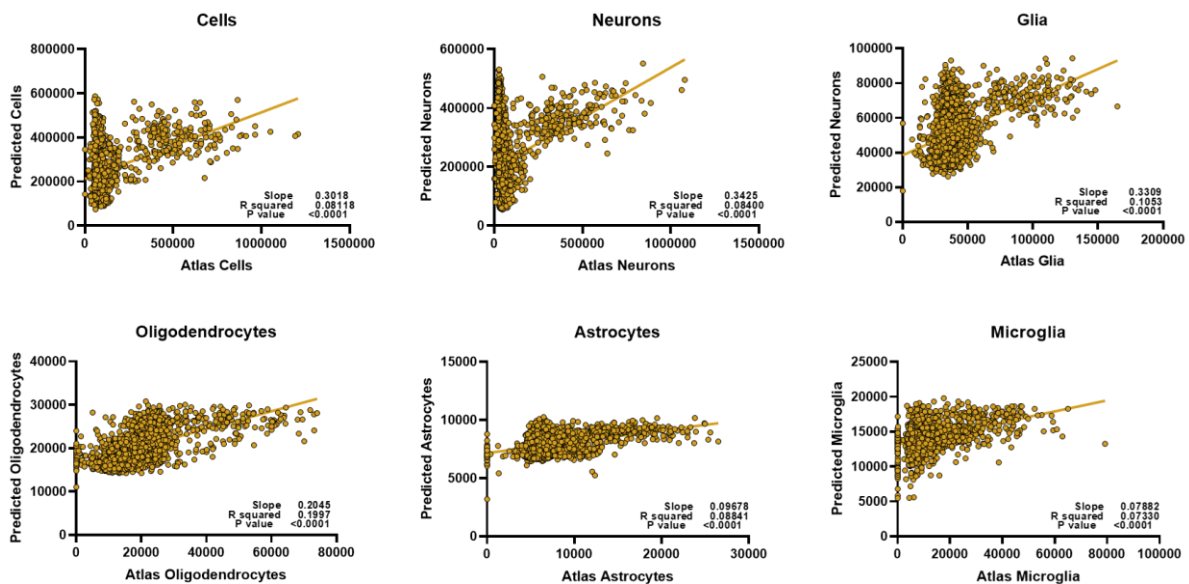 Cells
Predicted Cells
800000
600000
400000
200000
0
0 500000 1000000 1500000
Slope 0.3018
R squared 0.08118
P value <0.0001
Atlas Cells
Neurons
Predicted Neurons
600000
400000
200000
0
0 500000 1000000 1500000
Slope 0.3425
R squared 0.08400
P value <0.0001
Atlas Neurons
Glia
Predicted Neurons
100000
80000
60000
40000
20000
0
0 50000 100000 150000 200000
Slope 0.3309
R squared 0.1053
P value <0.0001
Atlas Glia
Oligodendrocytes
Predicted Oligodendrocytes
40000
30000
20000
10000
0
0 20000 40000 60000 80000
Slope 0.2045
R squared 0.1997
P value <0.0001
Atlas Oligodendrocytes
Astrocytes
Predicted Astrocytes
15000
10000
5000
0
0 10000 20000 30000
Slope 0.09678
R squared 0.08841
P value <0.0001
Atlas Astrocytes
Microglia
Predicted Microglia
25000
20000
15000
10000
5000
0
0 20000 40000 60000 80000 100000
Slope 0.07882
R squared 0.07330
P value <0.0001
Atlas Microglia